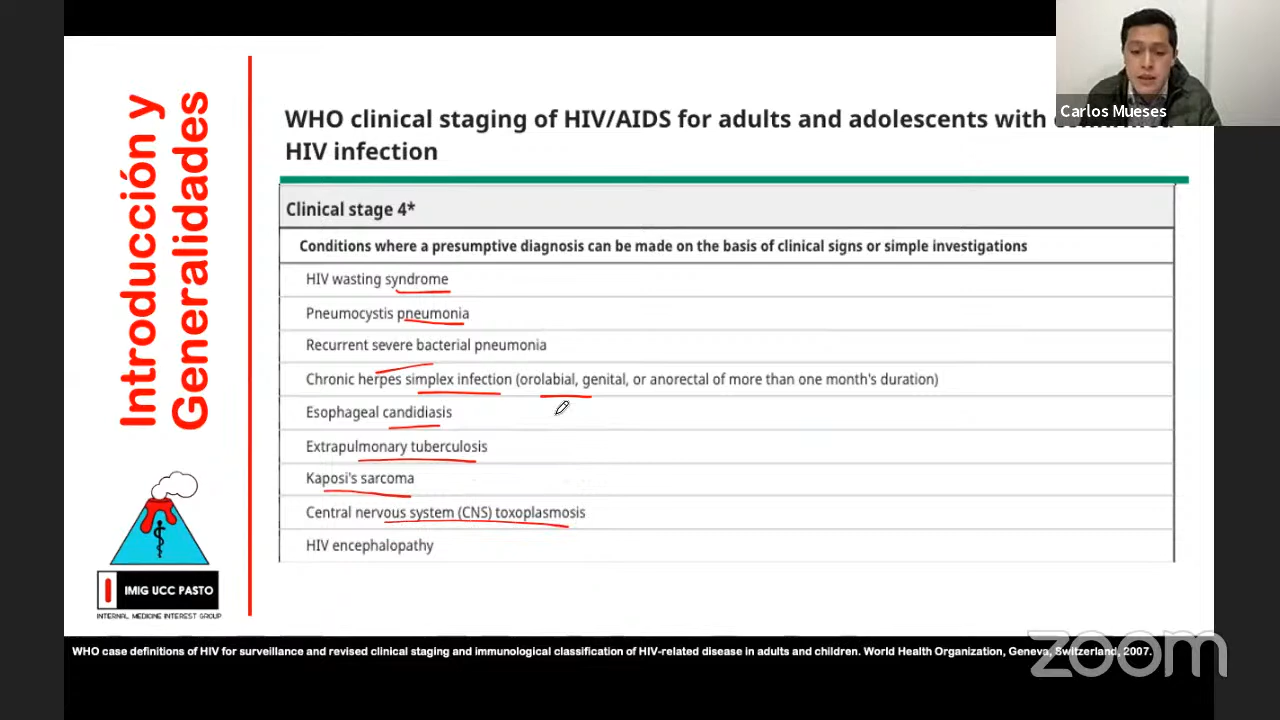 Carlos Mueses
Introducción y
Generalidades
WHO clinical staging of HIV/AIDS for adults and adolescents with
HIV infection
Clinical stage 4*
Conditions where a presumptive diagnosis can be made on the basis of clinical signs or simple investigations
HIV wasting syndrome
Pneumocystis pneumonia
Recurrent severe bacterial pneumonia
Chronic herpes simplex infection (orolabial, genital, or anorectal of more than one month's duration)
Esophageal candidiasis
Extrapulmonary tuberculosis
Kaposi's sarcoma
Central nervous system (CNS) toxoplasmosis
HIV encephalopathy
IMIG UCC PASTO
INTERNAL MEDICINE INTEREST GROUP
WHO case definitions of HIV for surveillance and revised clinical staging and immunological classification of HIV-related disease in adults and children. World Health Organization, Geneva, Switzerland, 2007.
zoom